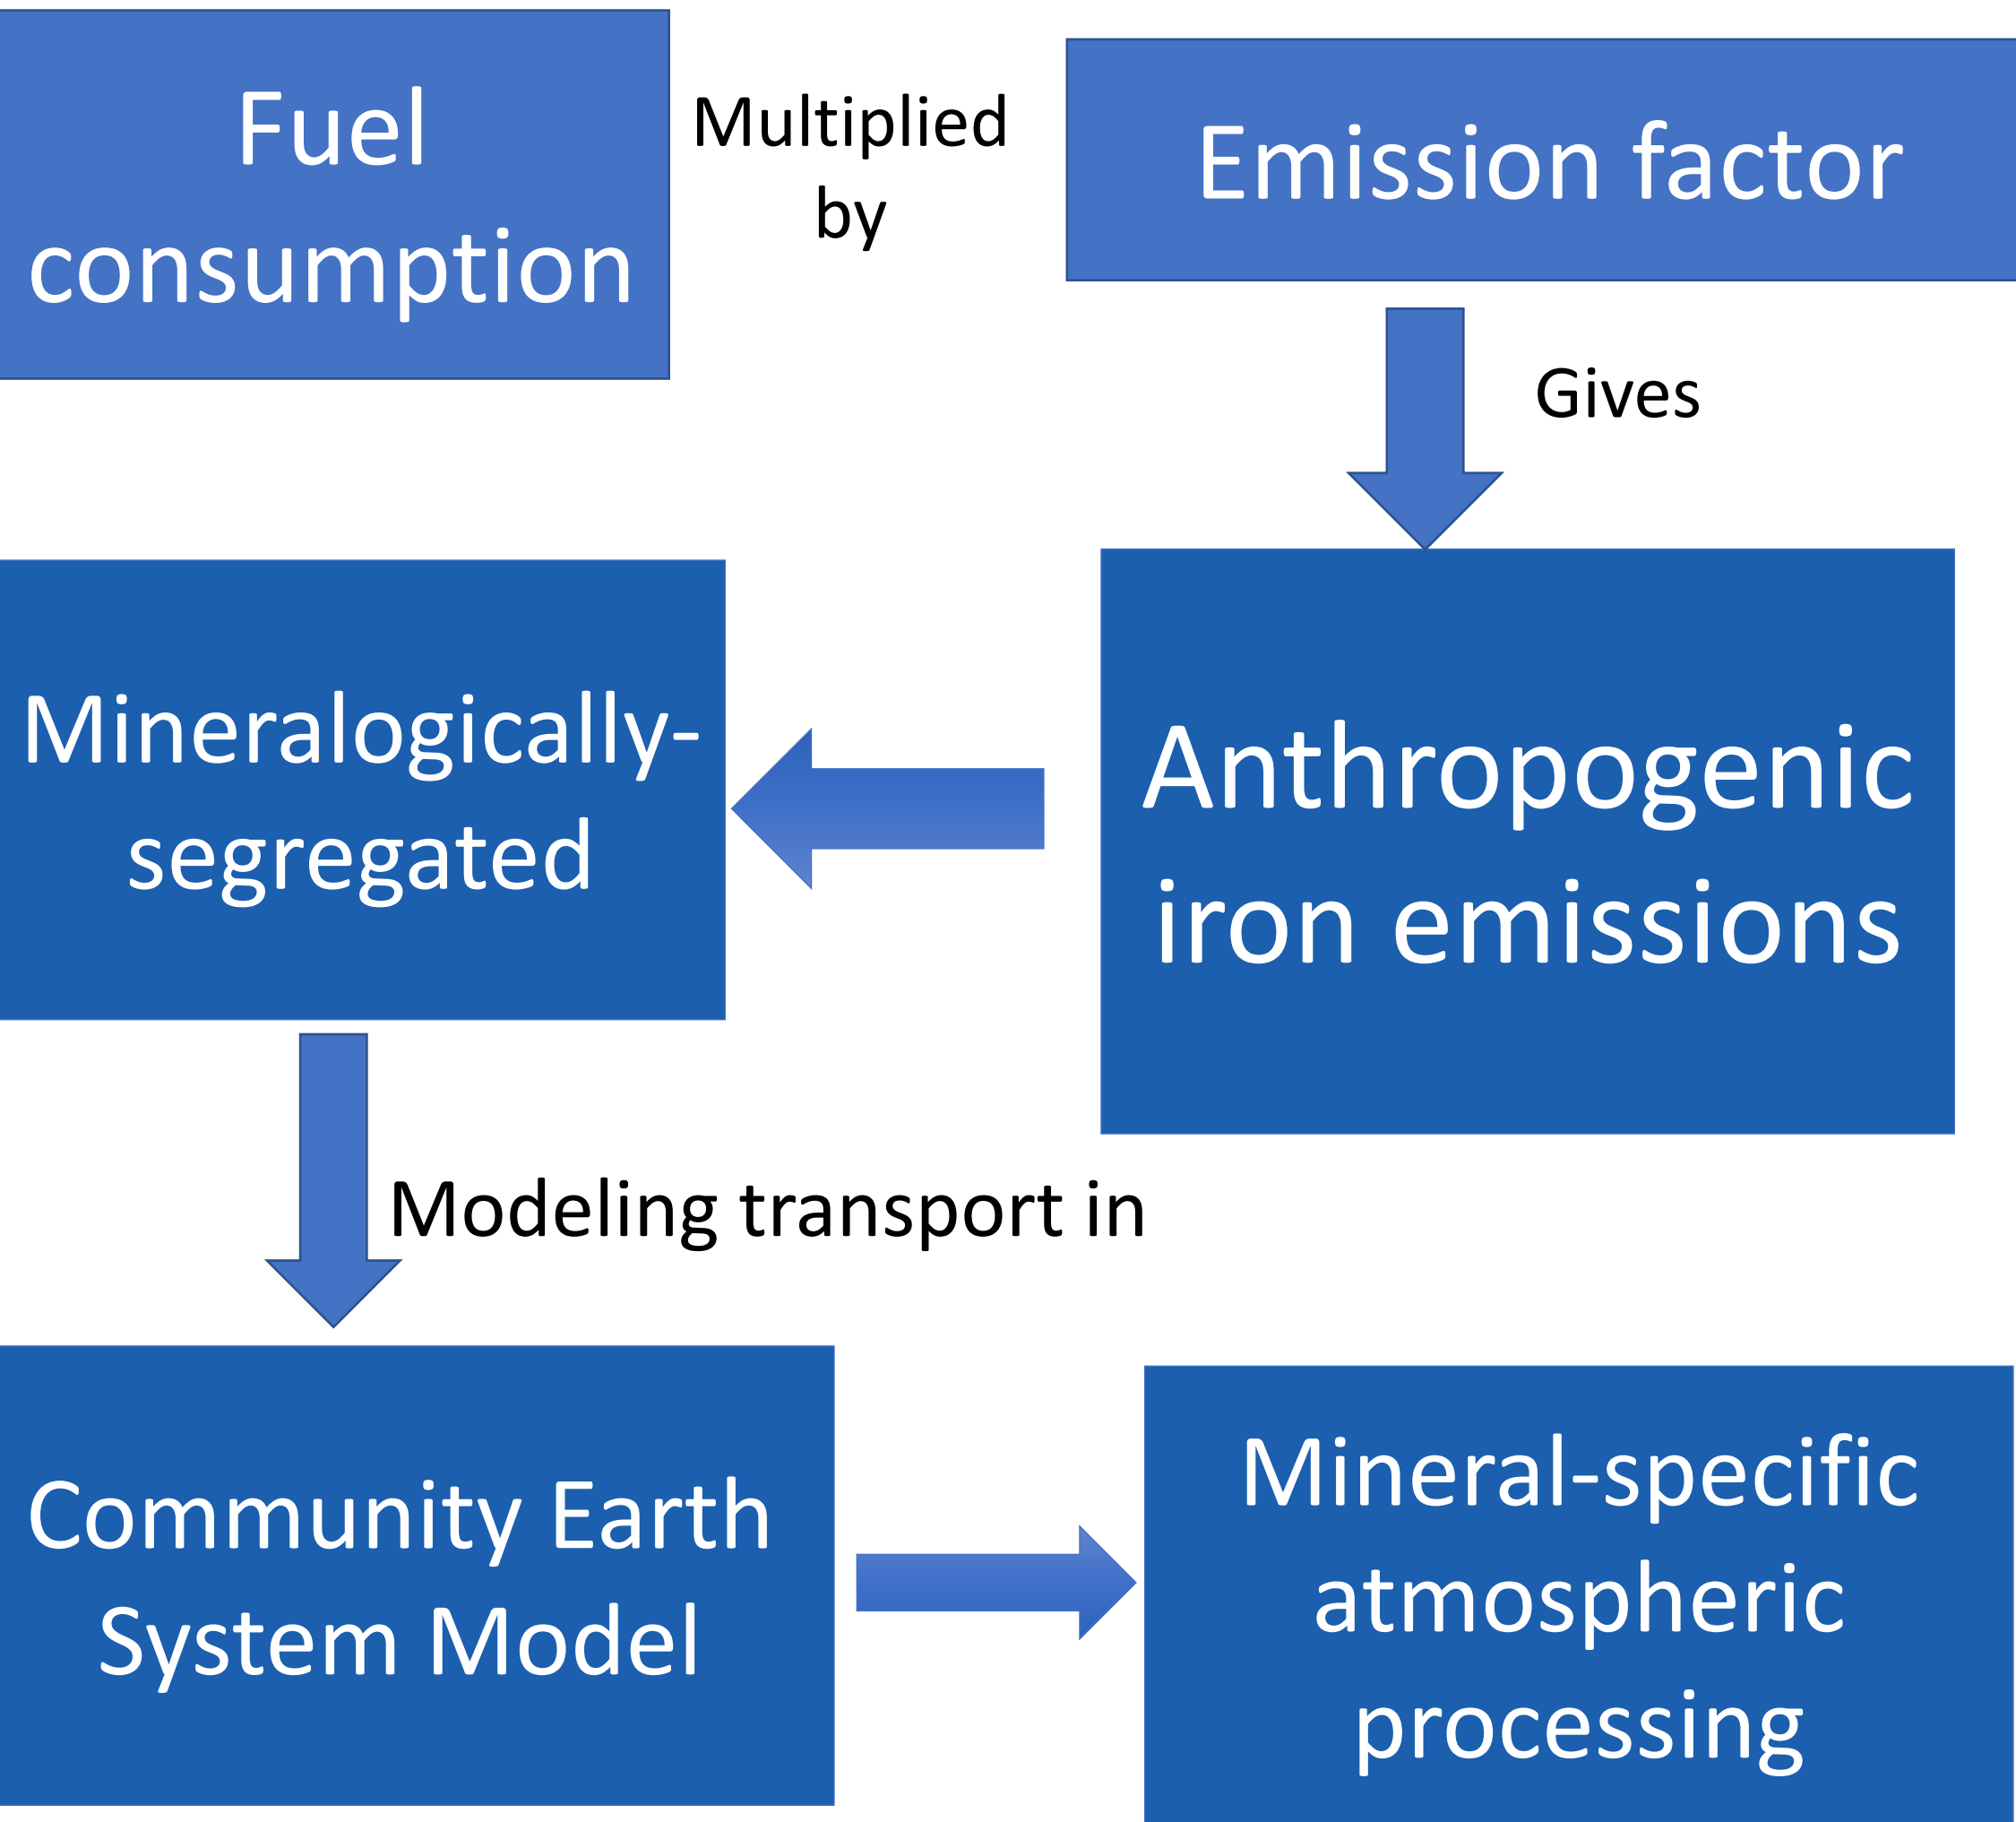 Fuel
consumption
Multiplied
by
Emission factor
Gives
Anthropogenic
iron emissions
Mineralogically-
segregated
Modeling transport in
Community Earth
System Model
Mineral-specific
atmospheric
processing